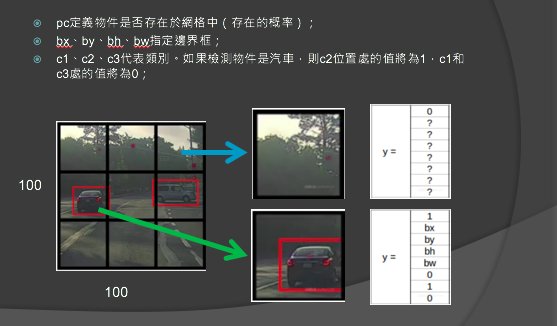 pc定義物件是否存在於網格中（存在的概率）；
bx、by、bh、bw指定邊界框；
c1、c2、c3代表類別。如果檢測物件是汽車，則c2位置處的值將為1，c1和
c3處的值將為0；
100
100
y =
0
?
?
?
?
?
?
?
y =
1
bx
by
bh
bw
0
1
0